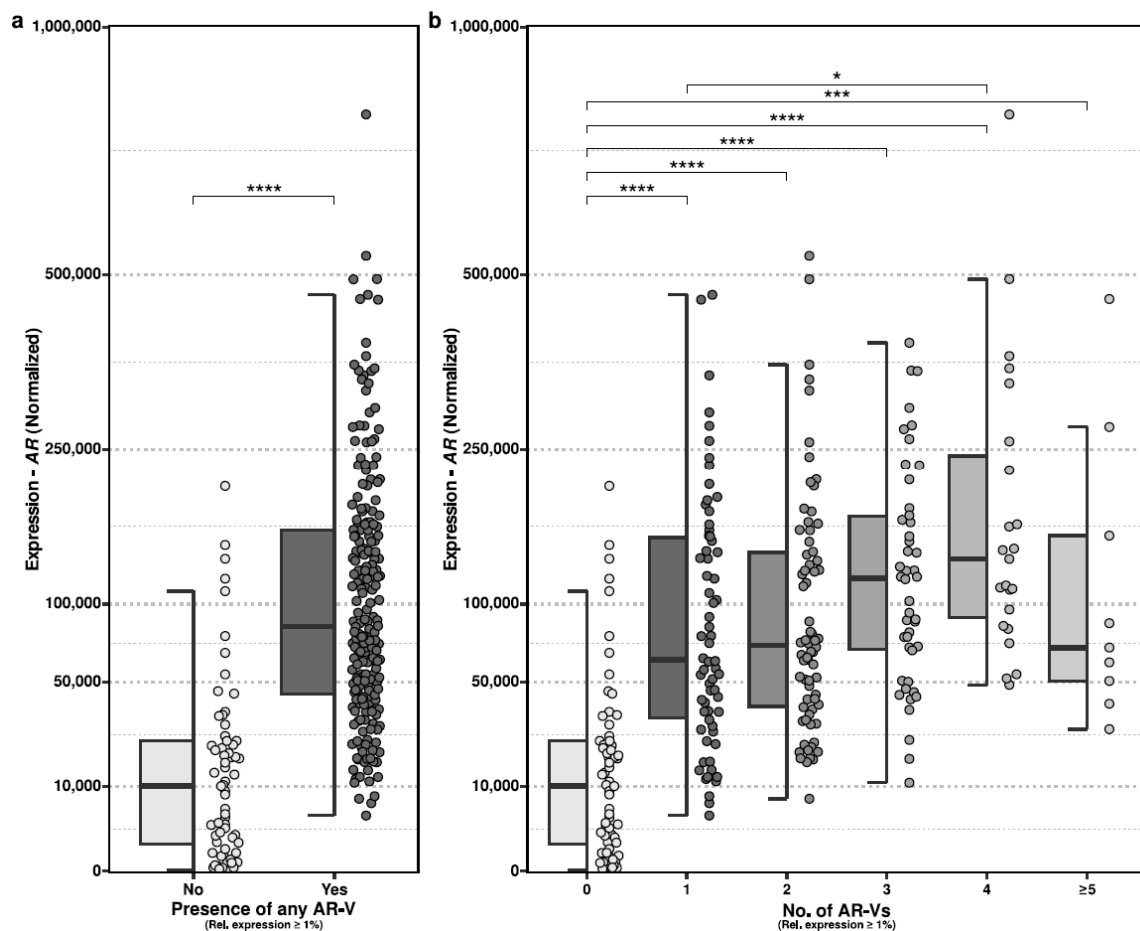 a
1,000,000
500,000
250,000
100,000
50,000
10,000
0
Expression - AR (Normalized)
****
No Yes
Presence of any AR-V
(Rel. expression ≥ 1%)
b
1,000,000
500,000
250,000
100,000
50,000
10,000
0
Expression - AR (Normalized)
*
***
****
****
****
****
0 1 2 3 4 ≥5
No. of AR-Vs
(Rel. expression ≥ 1%)